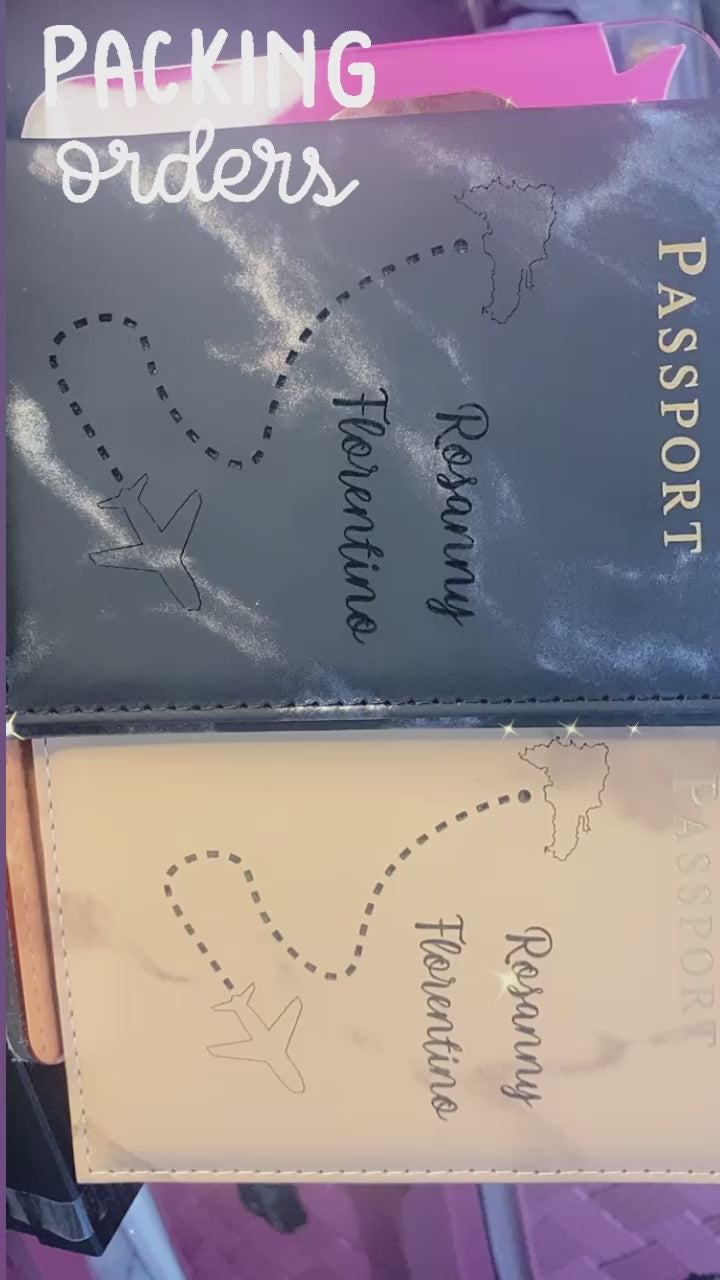 PACKING
orders
PASSPORT
Rosanny
Florentino
PASSPORT
Rosanny
Florentino